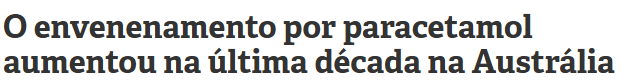 O envenenamento por paracetamol
aumentou na última década na Austrália